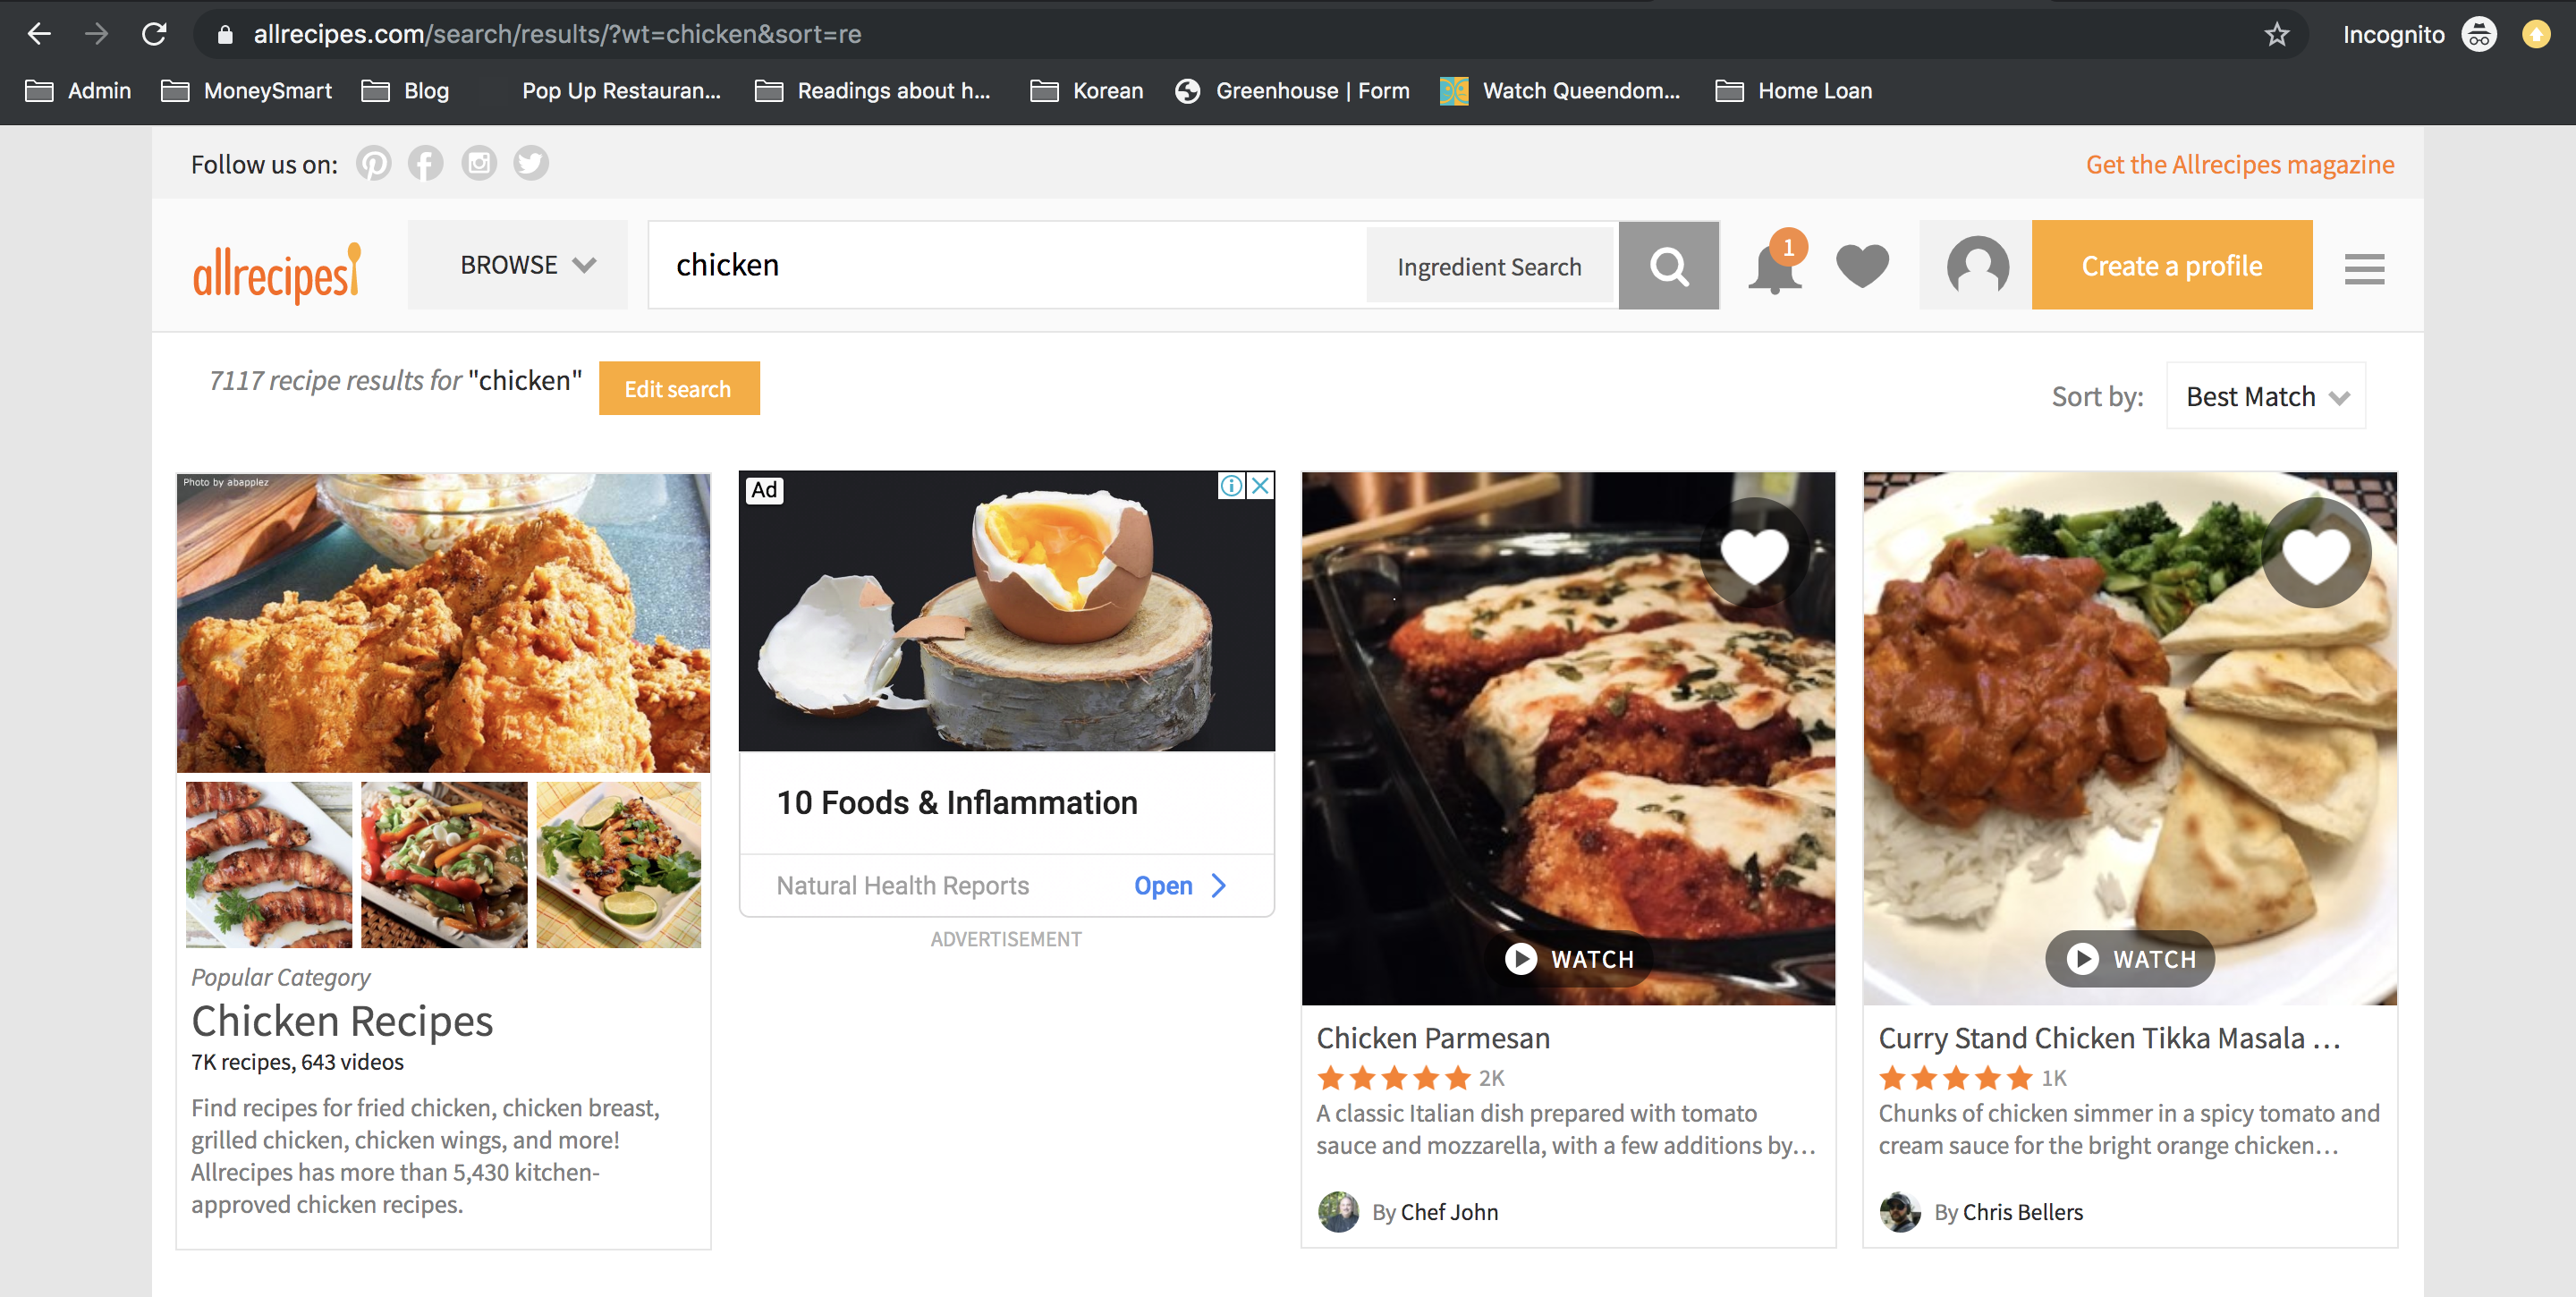 allrecipes.com/search/results/?wt=chicken&sort=re
Incognito
Admin
MoneySmart
Blog
Pop Up Restauran...
Readings about h...
Korean
Greenhouse | Form
Watch Queendom...
Home Loan
Follow us on:
Get the Allrecipes magazine
allrecipes
BROWSE
chicken
Ingredient Search
1
Create a profile
7117 recipe results for "chicken"
Edit search
Sort by:
Best Match
Photo by abapplez
Popular Category
Chicken Recipes
7K recipes, 643 videos
Find recipes for fried chicken, chicken breast,
grilled chicken, chicken wings, and more!
Allrecipes has more than 5,430 kitchen-
approved chicken recipes.
Ad
10 Foods & Inflammation
Natural Health Reports
Open
ADVERTISEMENT
WATCH
Chicken Parmesan
2K
A classic Italian dish prepared with tomato
sauce and mozzarella, with a few additions by...
By Chef John
WATCH
Curry Stand Chicken Tikka Masala ...
1K
Chunks of chicken simmer in a spicy tomato and
cream sauce for the bright orange chicken...
By Chris Bellers